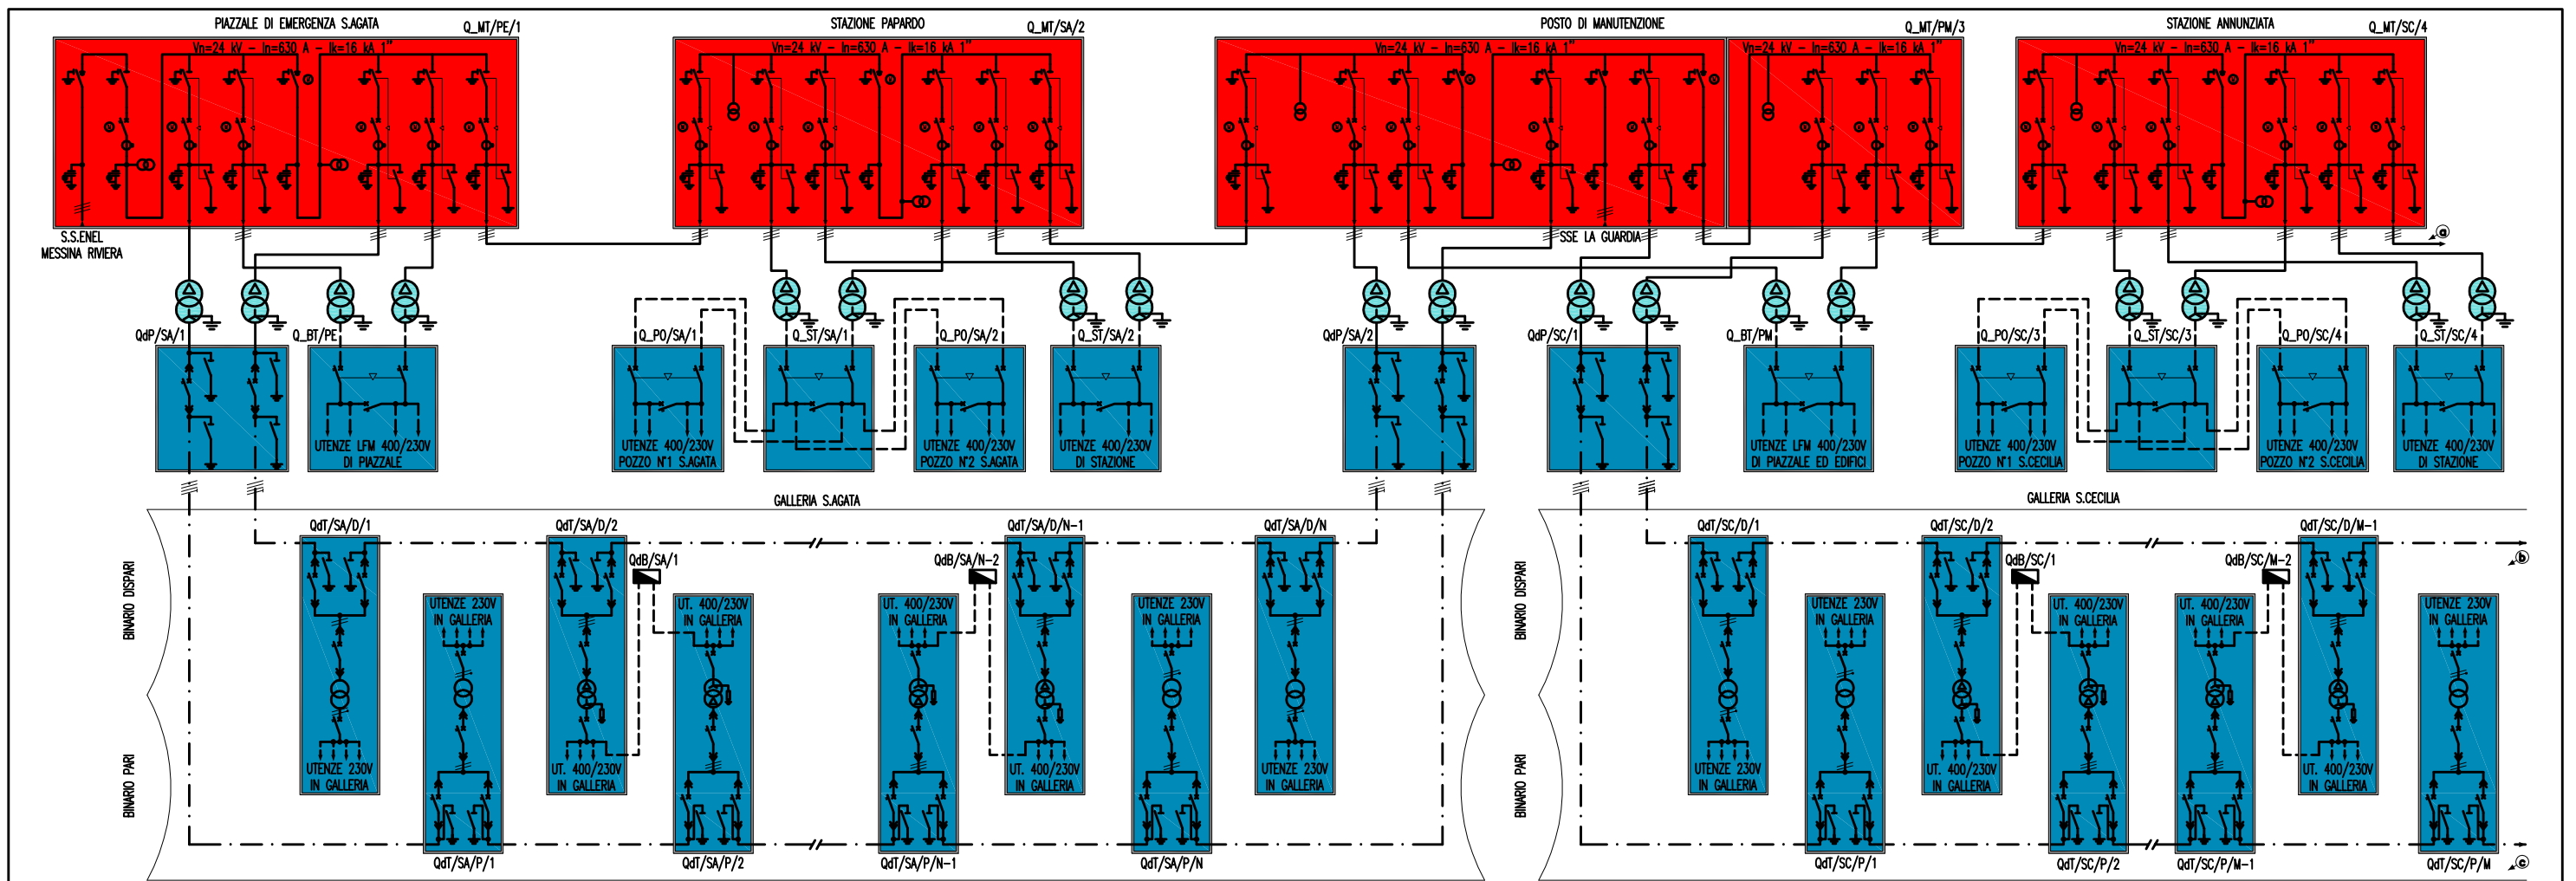 PIAZZALE DI EMERGENZA S.AGATA
Q_MT/PE/1
STAZIONE PAPARDO
Q_MT/SA/2
POSTO DI MANUTENZIONE
Q_MT/PM/3
STAZIONE ANNUNZIATA
Q_MT/SC/4
Vn=24 kV - In=630 A - Ik=16 kA 1"
Vn=24 kV - In=630 A - Ik=16 kA 1"
Vn=24 kV - In=630 A - Ik=16 kA 1"
Vn=24 kV - In=630 A - Ik=16 kA 1"
Vn=24 kV - In=630 A - Ik=16 kA 1"
S.S.ENEL
MESSINA RIVIERA
SSE LA GUARDIA
a
QdP/SA/1
Q_BT/PE
Q_PO/SA/1
Q_ST/SA/1
Q_PO/SA/2
Q_ST/SA/2
QdP/SA/2
QdP/SC/1
Q_BT/PM
Q_PO/SC/3
Q_ST/SC/3
Q_PO/SC/4
Q_ST/SC/4
UTENZE LFM 400/230V
DI PIAZZALE
UTENZE 400/230V
POZZO N°1 S.AGATA
UTENZE 400/230V
POZZO N°2 S.AGATA
UTENZE 400/230V
DI STAZIONE
UTENZE LFM 400/230V
DI PIAZZALE ED EDIFICI
UTENZE 400/230V
POZZO N°1 S.CECILIA
UTENZE 400/230V
POZZO N°2 S.CECILIA
UTENZE 400/230V
DI STAZIONE
GALLERIA S.AGATA
GALLERIA S.CECILIA
QdT/SA/D/1
QdT/SA/D/2
QdT/SA/D/N-1
QdT/SA/D/N
QdT/SC/D/1
QdT/SC/D/2
QdT/SC/D/M-1
QdB/SA/1
QdB/SA/N-2
QdB/SC/1
QdB/SC/M-2
b
BINARIO DISPARI
BINARIO DISPARI
UTENZE 230V
IN GALLERIA
UT. 400/230V
IN GALLERIA
UT. 400/230V
IN GALLERIA
UTENZE 230V
IN GALLERIA
UTENZE 230V
IN GALLERIA
UT. 400/230V
IN GALLERIA
UT. 400/230V
IN GALLERIA
UTENZE 230V
IN GALLERIA
BINARIO PARI
BINARIO PARI
UTENZE 230V
IN GALLERIA
UT. 400/230V
IN GALLERIA
UT. 400/230V
IN GALLERIA
UTENZE 230V
IN GALLERIA
UTENZE 230V
IN GALLERIA
UT. 400/230V
IN GALLERIA
UT. 400/230V
IN GALLERIA
QdT/SA/P/1
QdT/SA/P/2
QdT/SA/P/N-1
QdT/SA/P/N
QdT/SC/P/1
QdT/SC/P/2
QdT/SC/P/M-1
QdT/SC/P/M
c